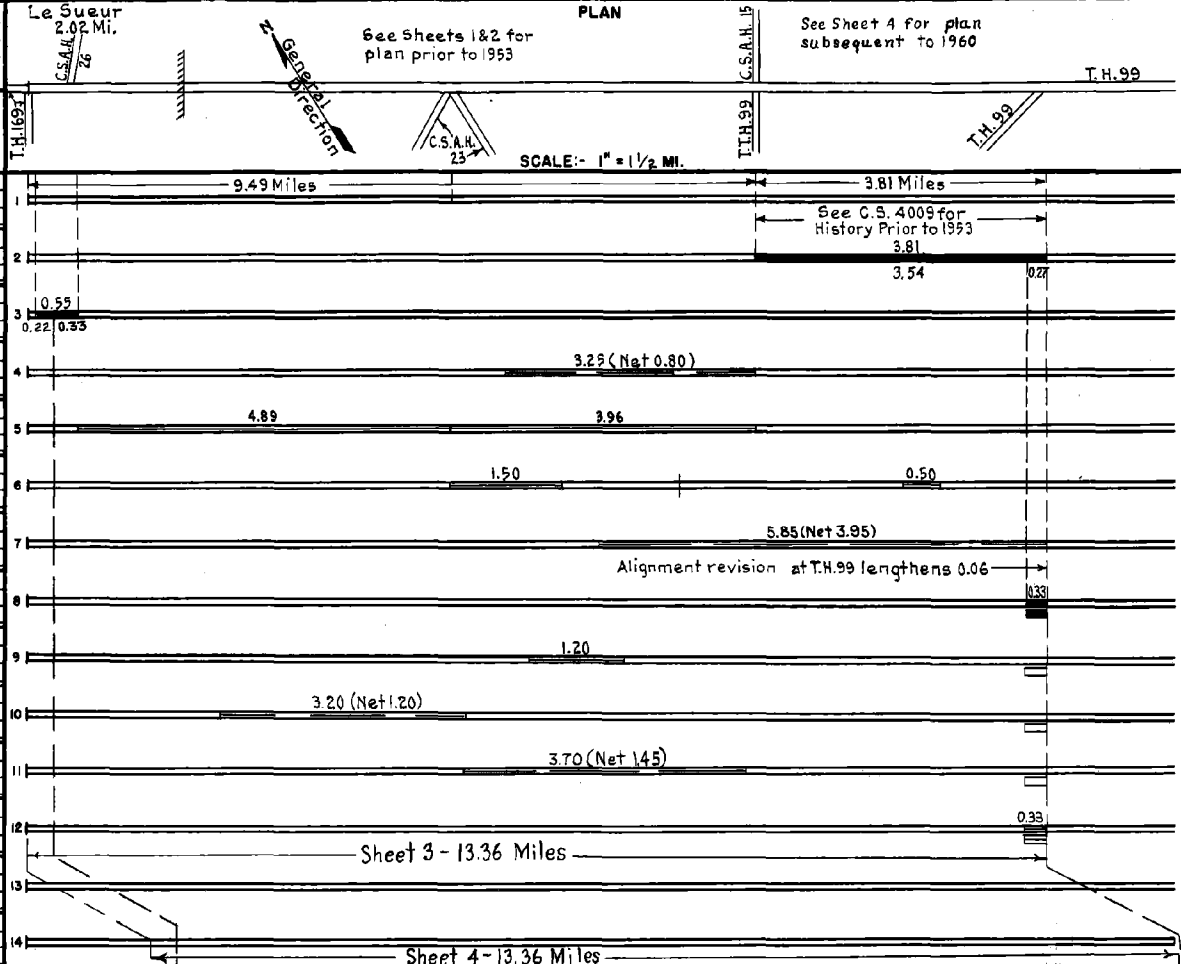 PLAN
Le Sueur
2.02 Mi.
C.S.A.H.
26
T.H.169
N
General
Direction
See Sheets 1&2 for
plan prior to 1953
C.S.A.H.
23
C.S.A.H. 15
T.T.H.99
See Sheet 4 for plan
subsequent to 1960
T.H.99
T.H.99
SCALE:- 1" = 1 1/2 MI.
9.49 Miles
3.81 Miles
1
See C.S. 4009 for
History Prior to 1953
2
3.81
3.54
0.27
3
0.55
0.22
0.33
4
3.25 (Net 0.80)
5
4.89
3.96
6
1.50
0.50
7
5.85 (Net 3.95)
Alignment revision at T.H.99 lengthens 0.06
8
0.33
9
1.20
10
3.20 (Net 1.20)
11
3.70 (Net 1.45)
12
0.33
Sheet 3 - 13.36 Miles
13
14
Sheet 4 - 13.36 Miles